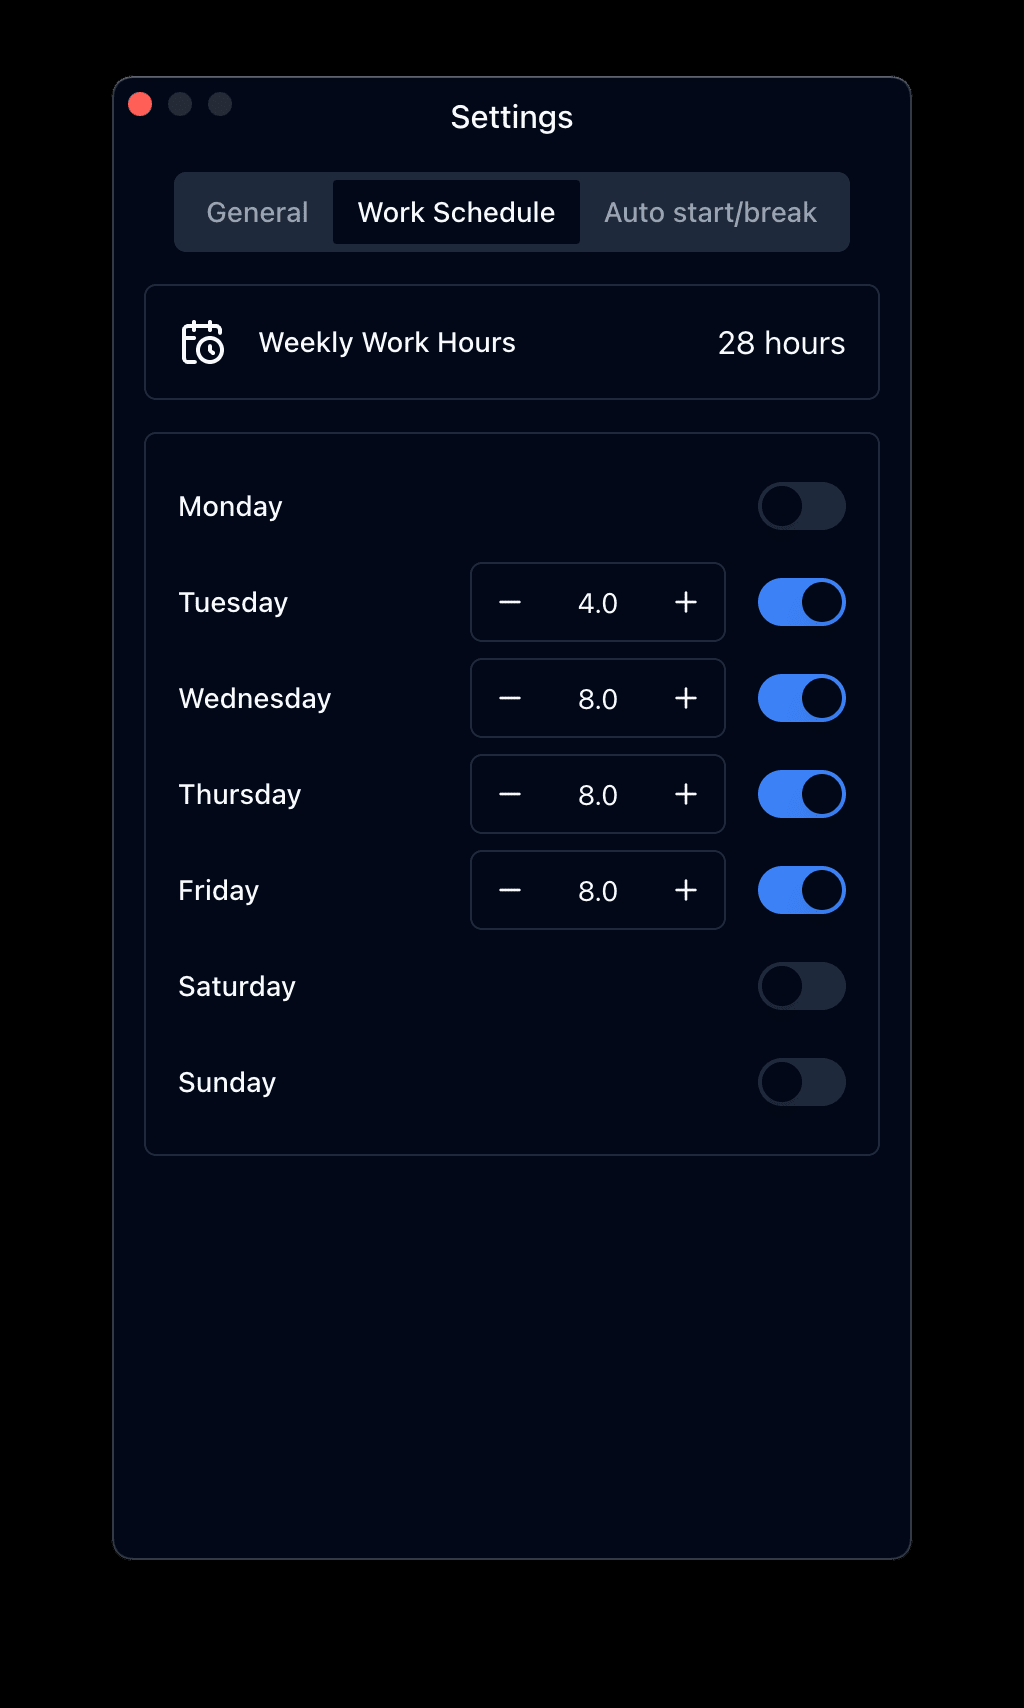 Settings
General Work Schedule Auto start/break
Weekly Work Hours 28 hours
Monday
Tuesday − 4.0 +
Wednesday − 8.0 +
Thursday − 8.0 +
Friday − 8.0 +
Saturday
Sunday